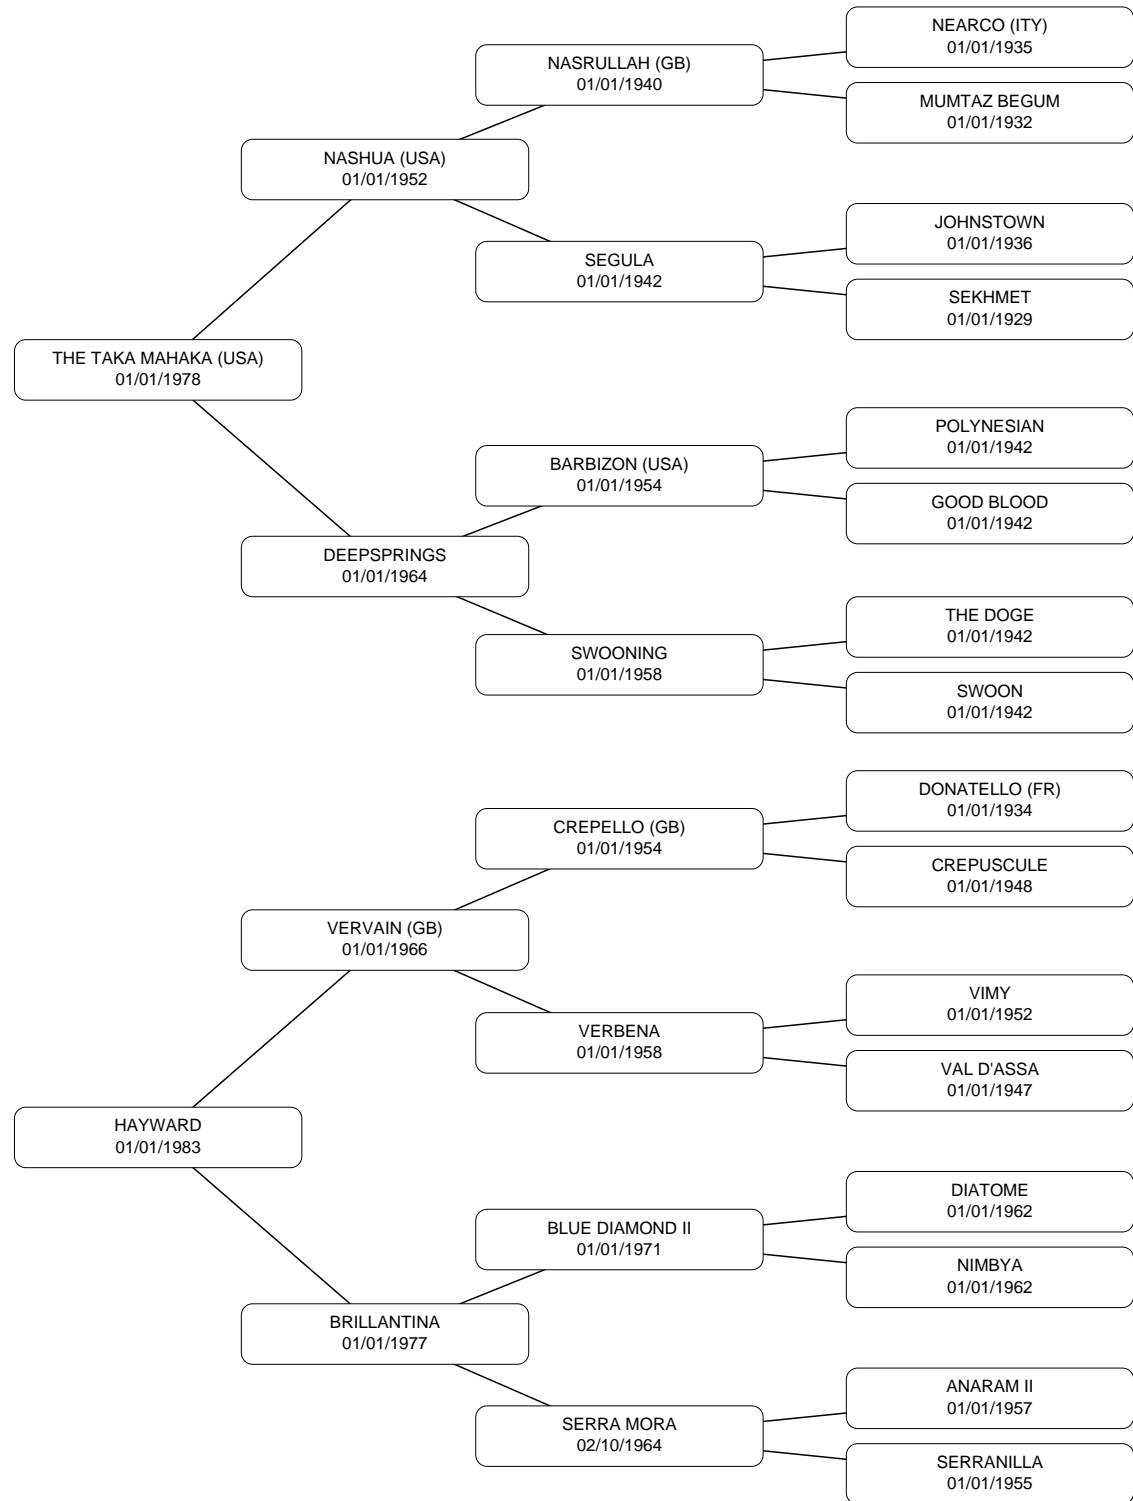 NEARCO (ITY)
01/01/1935
NASRULLAH (GB)
01/01/1940
MUMTAZ BEGUM
01/01/1932
NASHUA (USA)
01/01/1952
JOHNSTOWN
01/01/1936
SEGULA
01/01/1942
SEKHMET
01/01/1929
THE TAKA MAHAKA (USA)
01/01/1978
POLYNESIAN
01/01/1942
BARBIZON (USA)
01/01/1954
GOOD BLOOD
01/01/1942
DEEPSPRINGS
01/01/1964
THE DOGE
01/01/1942
SWOONING
01/01/1958
SWOON
01/01/1942
DONATELLO (FR)
01/01/1934
CREPELLO (GB)
01/01/1954
CREPUSCULE
01/01/1948
VERVAIN (GB)
01/01/1966
VIMY
01/01/1952
VERBENA
01/01/1958
VAL D'ASSA
01/01/1947
HAYWARD
01/01/1983
DIATOME
01/01/1962
BLUE DIAMOND II
01/01/1971
NIMBYA
01/01/1962
BRILLANTINA
01/01/1977
ANARAM II
01/01/1957
SERRA MORA
02/10/1964
SERRANILLA
01/01/1955